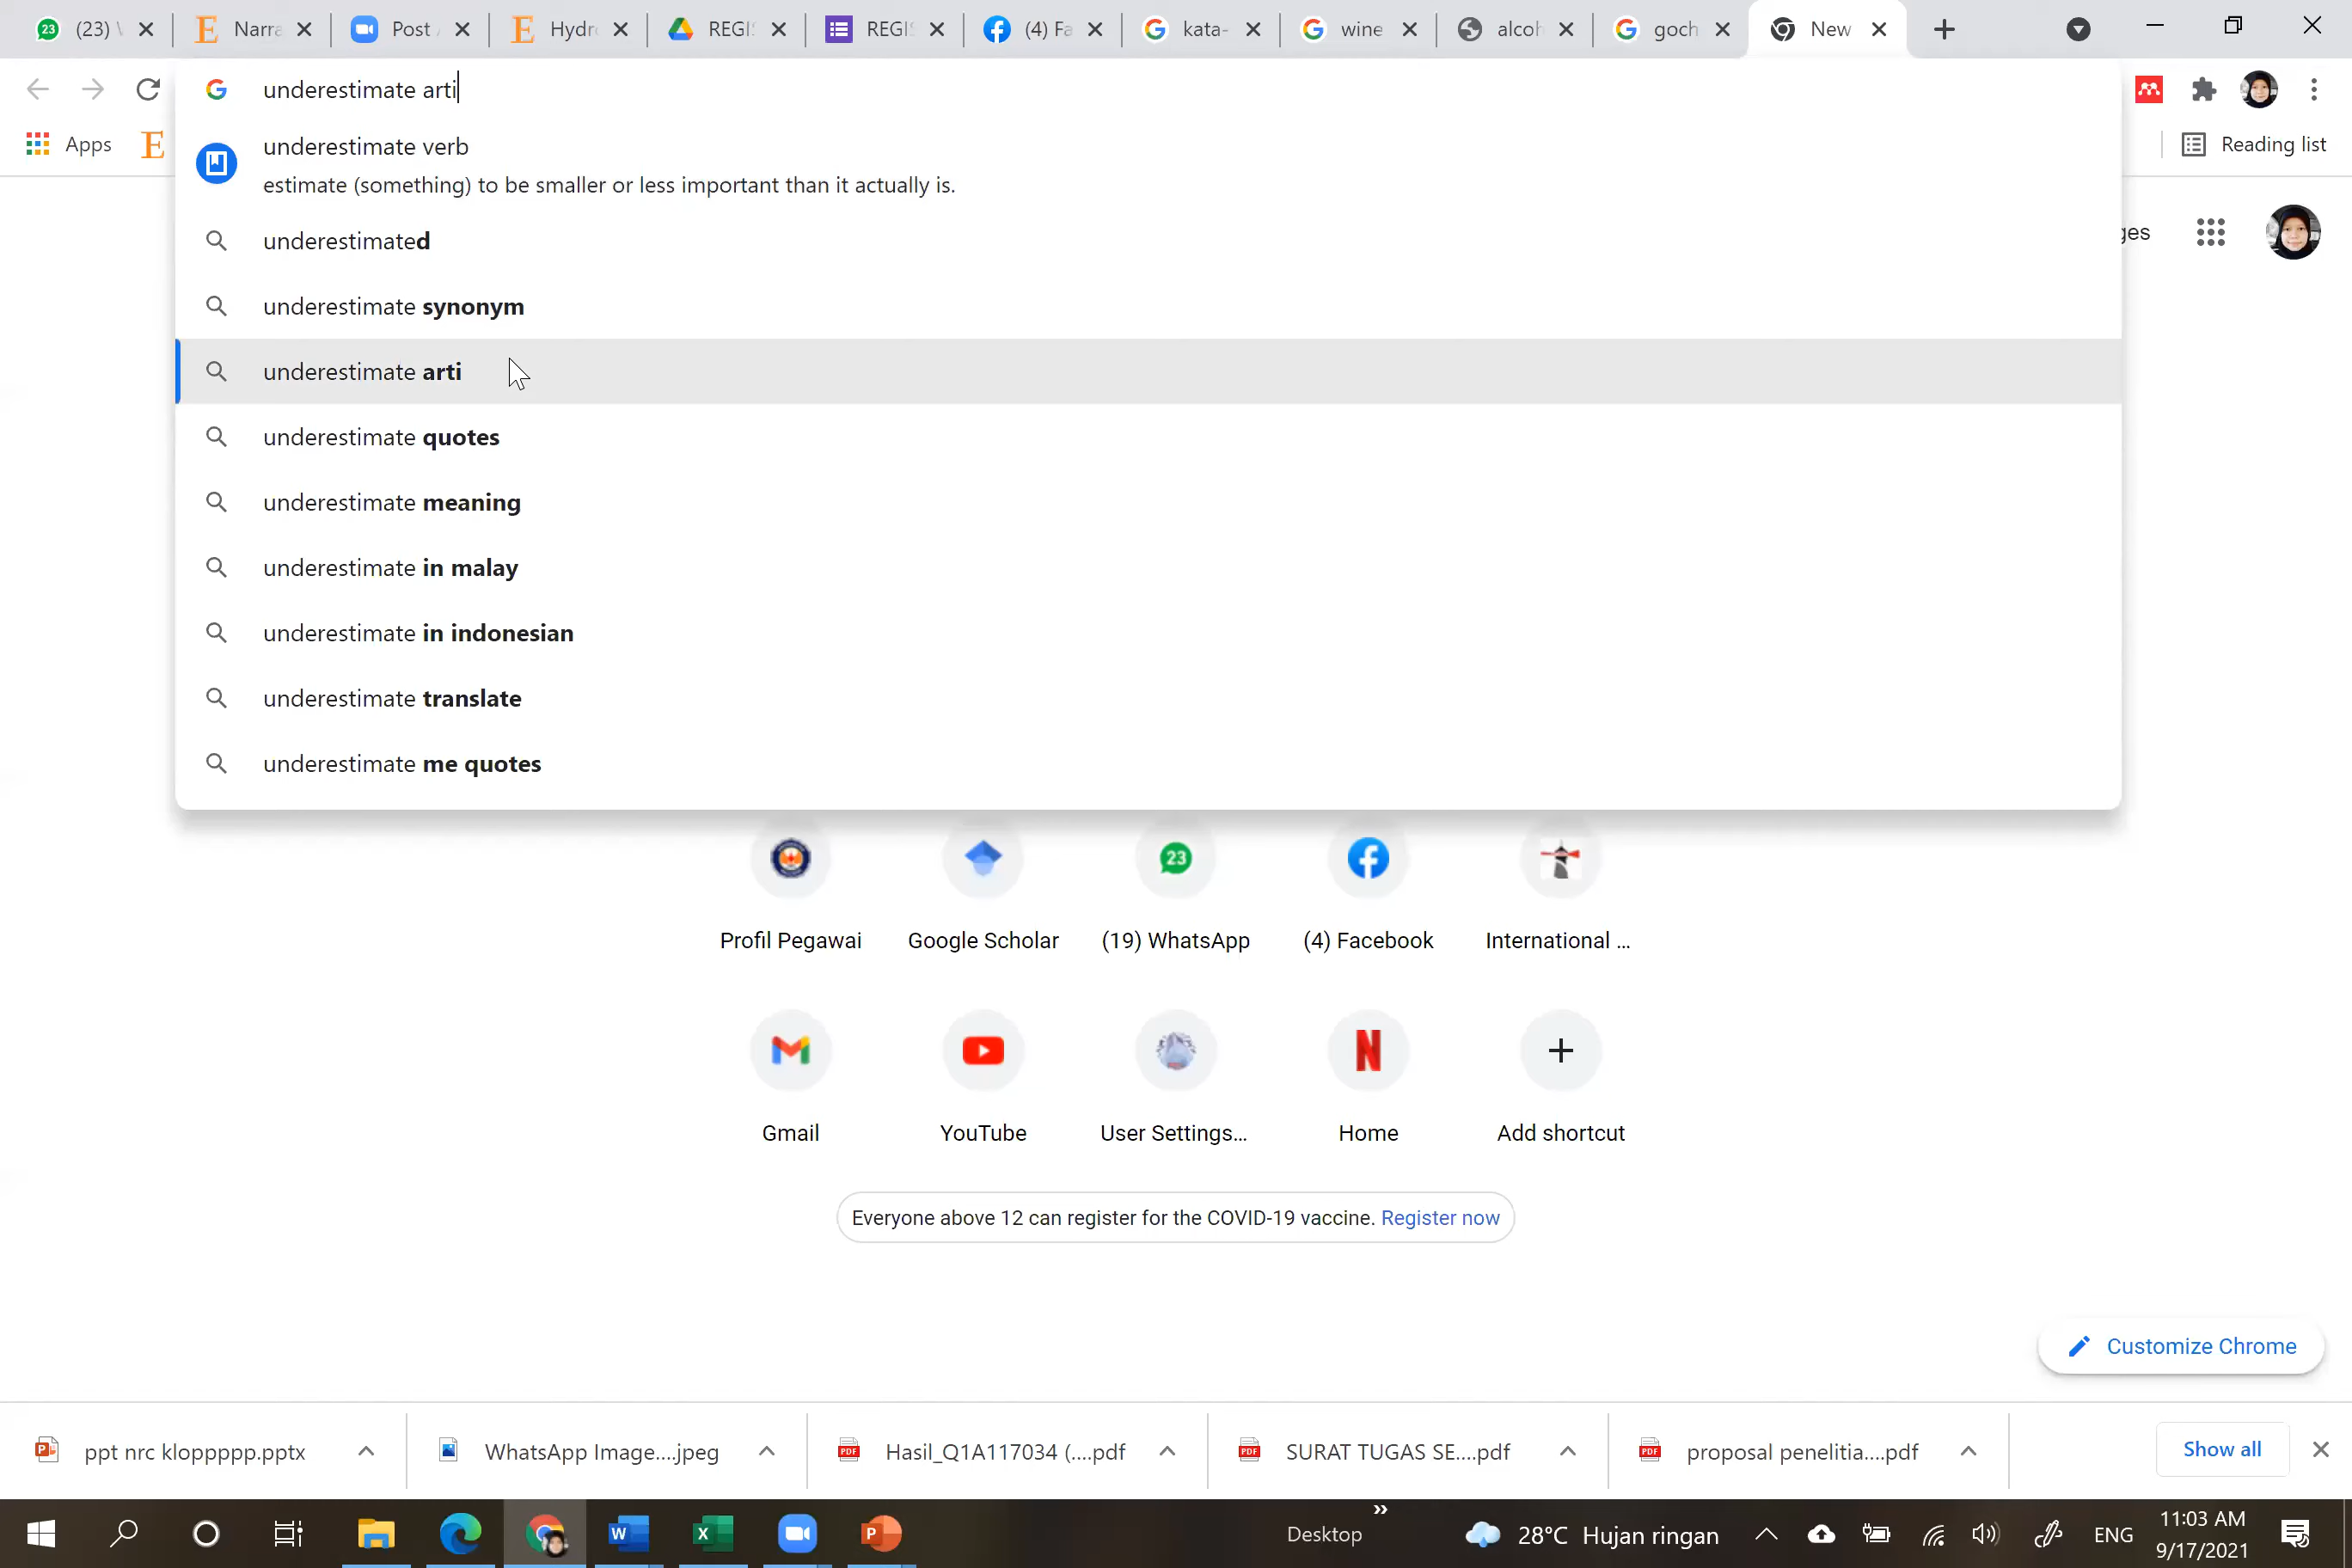 23 (23) W
Narra
Post A
Hydr
REGI
REGI
(4) Fa
kata-
wine
alcoh
goch
New
underestimate arti
Apps
Reading list
underestimate verb
estimate (something) to be smaller or less important than it actually is.
ges
underestimated
underestimate synonym
underestimate arti
underestimate quotes
underestimate meaning
underestimate in malay
underestimate in indonesian
underestimate translate
underestimate me quotes
23
Profil Pegawai
Google Scholar
(19) WhatsApp
(4) Facebook
International ...
Gmail
YouTube
User Settings...
Home
Add shortcut
Everyone above 12 can register for the COVID-19 vaccine. Register now
Customize Chrome
ppt nrc kloppppp.pptx
WhatsApp Image....jpeg
Hasil_Q1A117034 (....pdf
SURAT TUGAS SE....pdf
proposal penelitia....pdf
Show all
Desktop
28°C Hujan ringan
ENG
11:03 AM
9/17/2021